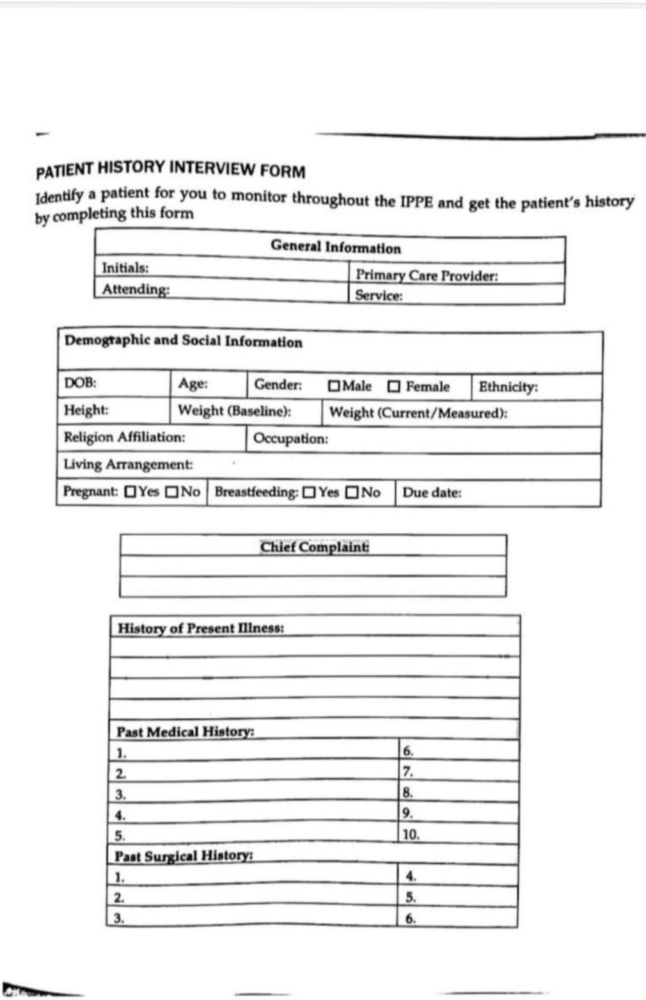 PATIENT HISTORY INTERVIEW FORM
Identify a patient for you to monitor throughout the IPPE and get the patient's history
by completing this form
General Information
Initials: Primary Care Provider:
Attending: Service:
Demographic and Social Information
DOB: Age: Gender: ☐Male ☐ Female Ethnicity:
Height: Weight (Baseline): Weight (Current/Measured):
Religion Affiliation: Occupation:
Living Arrangement:
Pregnant: ☐Yes ☐No Breastfeeding: ☐Yes ☐No Due date:
Chief Complaint:
History of Present Illness:
Past Medical History:
1. 6.
2. 7.
3. 8.
4. 9.
5. 10.
Past Surgical History:
1. 4.
2. 5.
3. 6.